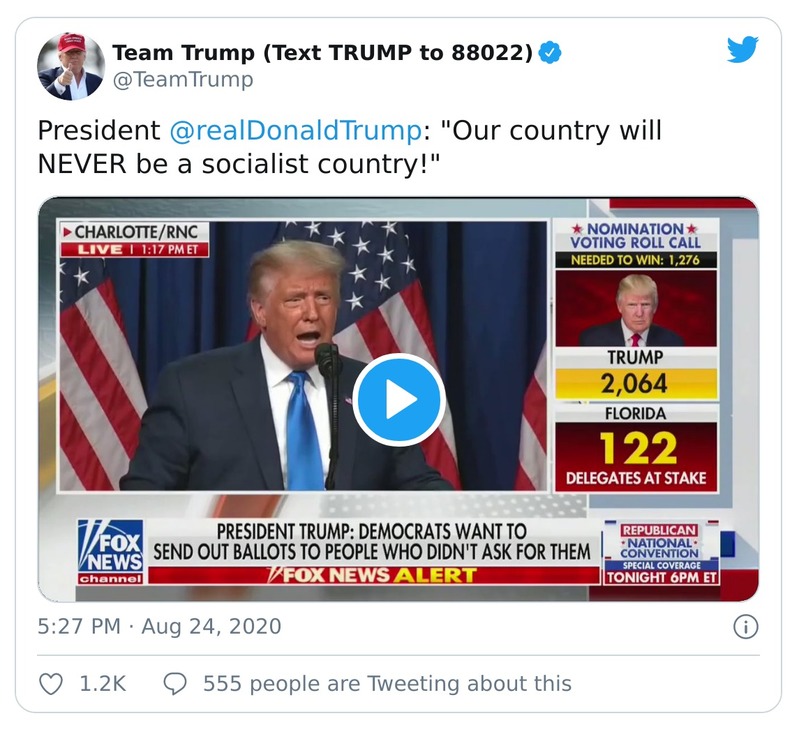 Team Trump (Text TRUMP to 88022)
@TeamTrump
President @realDonaldTrump: "Our country will
NEVER be a socialist country!"
CHARLOTTE/RNC
LIVE | 1:17 PM ET
NOMINATION
VOTING ROLL CALL
NEEDED TO WIN: 1,276
TRUMP
2,064
FLORIDA
122
DELEGATES AT STAKE
FOX
NEWS
channel
PRESIDENT TRUMP: DEMOCRATS WANT TO
SEND OUT BALLOTS TO PEOPLE WHO DIDN'T ASK FOR THEM
FOX NEWS ALERT
REPUBLICAN
NATIONAL
CONVENTION
SPECIAL COVERAGE
TONIGHT 6PM ET
5:27 PM · Aug 24, 2020
1.2K
555 people are Tweeting about this